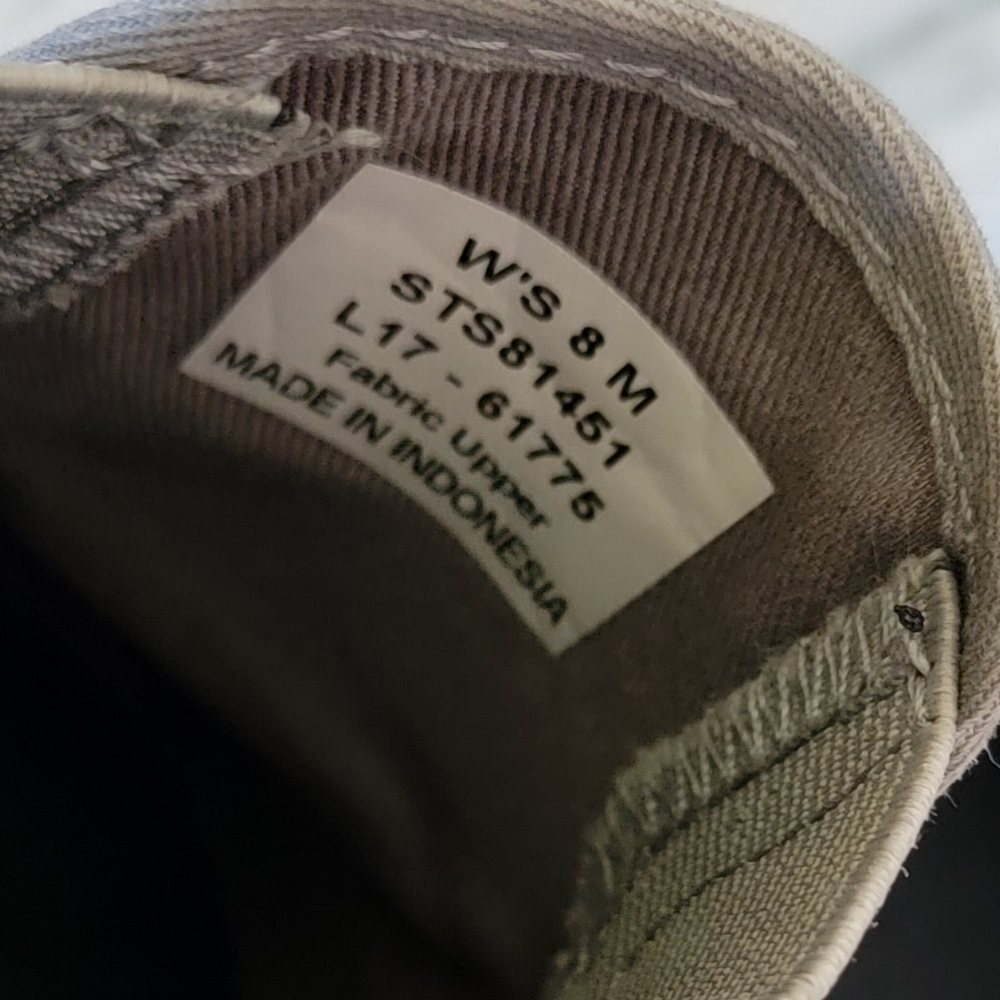 W'S 8 M
STS81451
L17 - 61775
Fabric Upper
MADE IN INDONESIA